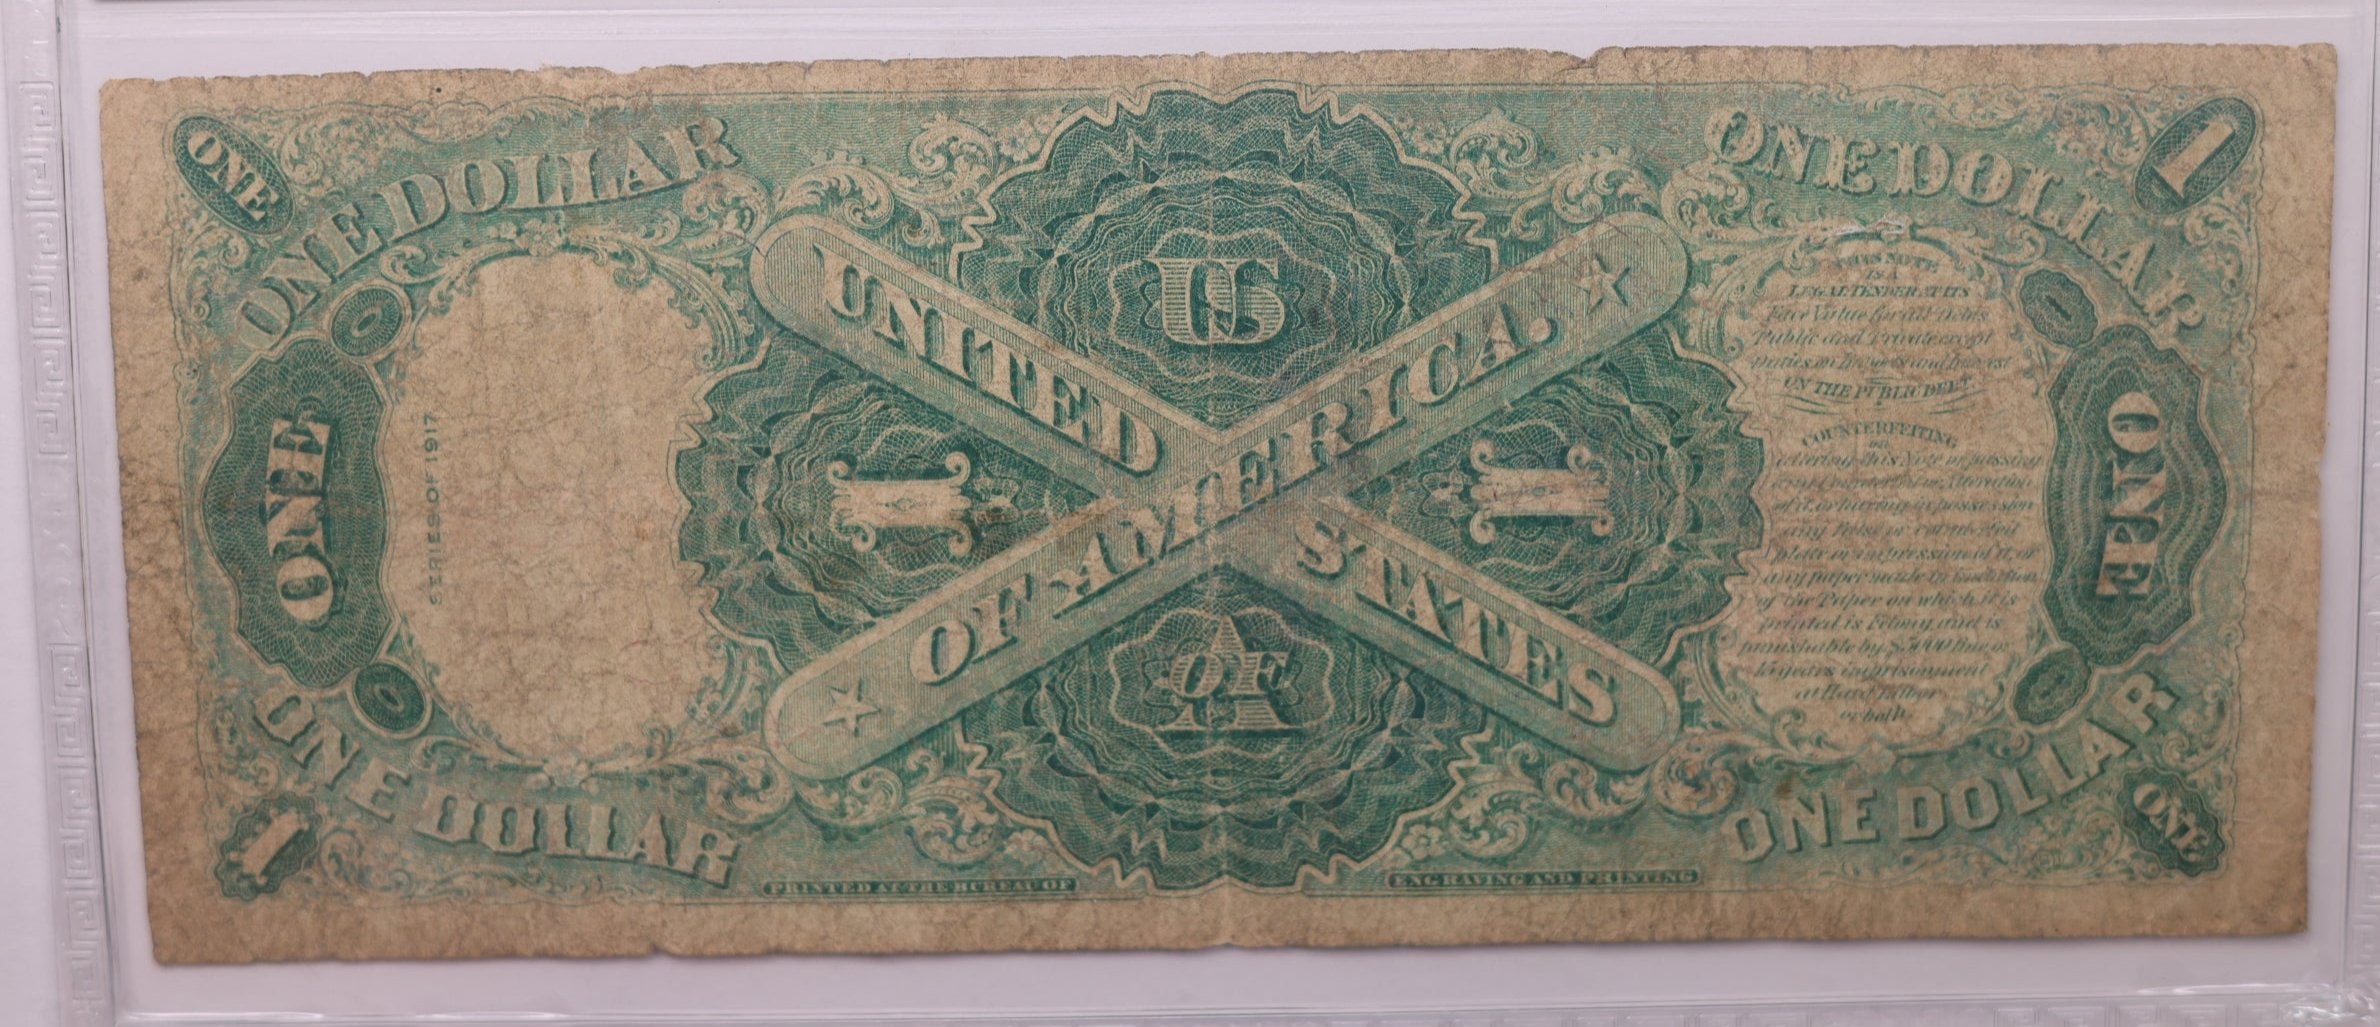 ONE
ONE DOLLAR
ONE DOLLAR
1
US
UNITED
STATES
OF AMERICA.
1
1
OF A
ONE
SERIES OF 1917
THIS NOTE
IS A
LEGAL TENDER AT ITS
Face Value for all Debts
Public and Private except
Duties on Imports and Interest
ON THE PUBLIC DEBT.
COUNTERFEITING
or
altering this Note or passing
any Counterfeit or Alteration
of it, or having in possession
any false or counterfeit
plate or impression of it, or
any paper made in imitation
of the Paper on which it is
printed is Felony, and is
punishable by $5000 fine or
15 years imprisonment
at Hard Labor
or both.
ONE
ONE DOLLAR
1
PRINTED AT THE BUREAU OF
ENGRAVING AND PRINTING
ONE DOLLAR
ONE